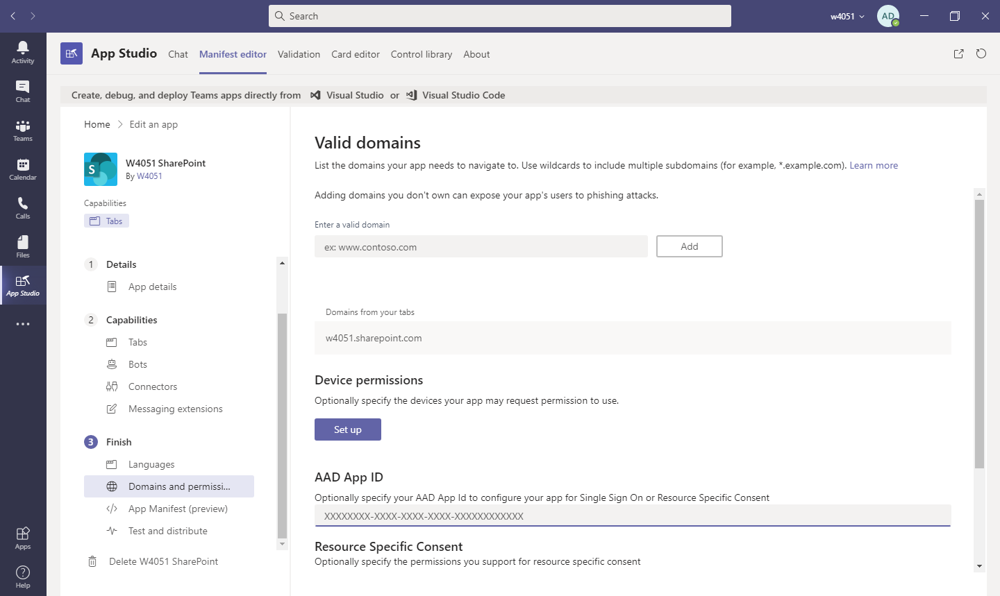 Search
w4051
AD
Activity
Chat
Teams
Calendar
Calls
Files
App Studio
Apps
Help
App Studio
Chat
Manifest editor
Validation
Card editor
Control library
About
Create, debug, and deploy Teams apps directly from Visual Studio or Visual Studio Code
Home
Edit an app
S
W4051 SharePoint
By W4051
Capabilities
Tabs
1 Details
App details
2 Capabilities
Tabs
Bots
Connectors
Messaging extensions
3 Finish
Languages
Domains and permissi...
App Manifest (preview)
Test and distribute
Delete W4051 SharePoint
Valid domains
List the domains your app needs to navigate to. Use wildcards to include multiple subdomains (for example, *.example.com). Learn more
Adding domains you don't own can expose your app's users to phishing attacks.
Enter a valid domain
ex: www.contoso.com
Add
Domains from your tabs
w4051.sharepoint.com
Device permissions
Optionally specify the devices your app may request permission to use.
Set up
AAD App ID
Optionally specify your AAD App Id to configure your app for Single Sign On or Resource Specific Consent
XXXXXXXX-XXXX-XXXX-XXXX-XXXXXXXXXXXX
Resource Specific Consent
Optionally specify the permissions you support for resource specific consent